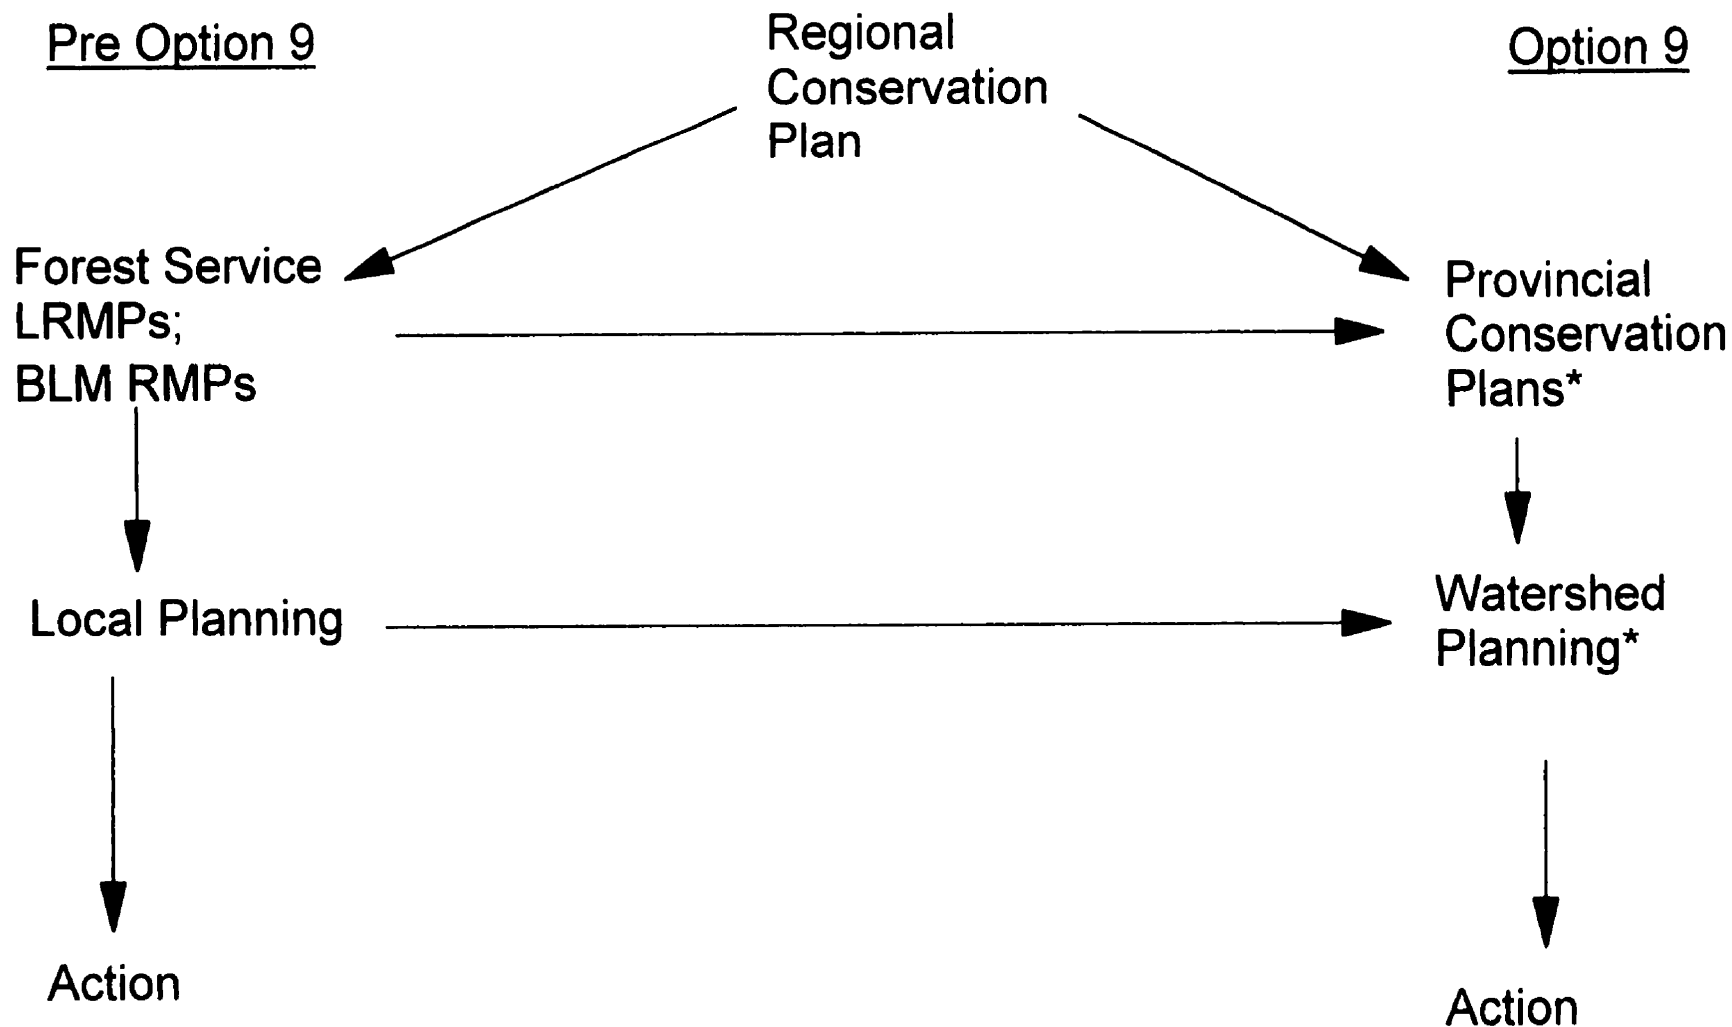 Pre Option 9
Regional
Conservation
Plan
Option 9
Forest Service
LRMPs;
BLM RMPs
Provincial
Conservation
Plans*
Local Planning
Watershed
Planning*
Action
Action